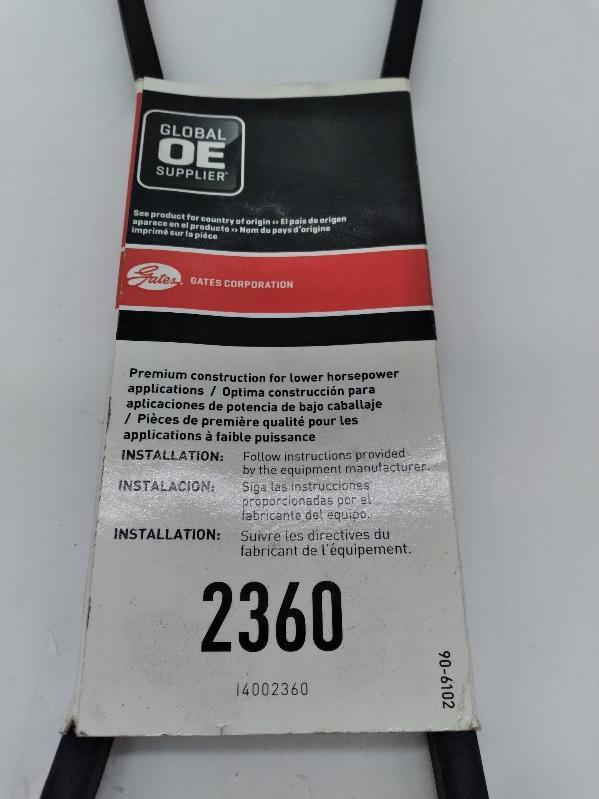 GLOBAL
OE
SUPPLIER™
See product for country of origin ‹› El país de origen
aparece en el producto ‹› Nom du pays d'origine
imprimé sur la pièce
Gates.
GATES CORPORATION
Premium construction for lower horsepower
applications / Optima construcción para
aplicaciones de potencia de bajo caballaje
/ Pièces de première qualité pour les
applications à faible puissance
INSTALLATION: Follow instructions provided
by the equipment manufacturer.
INSTALACION: Siga las instrucciones
proporcionadas por el
fabricante del equipo.
INSTALLATION: Suivre les directives du
fabricant de l'équipement.
2360
14002360
90-6102